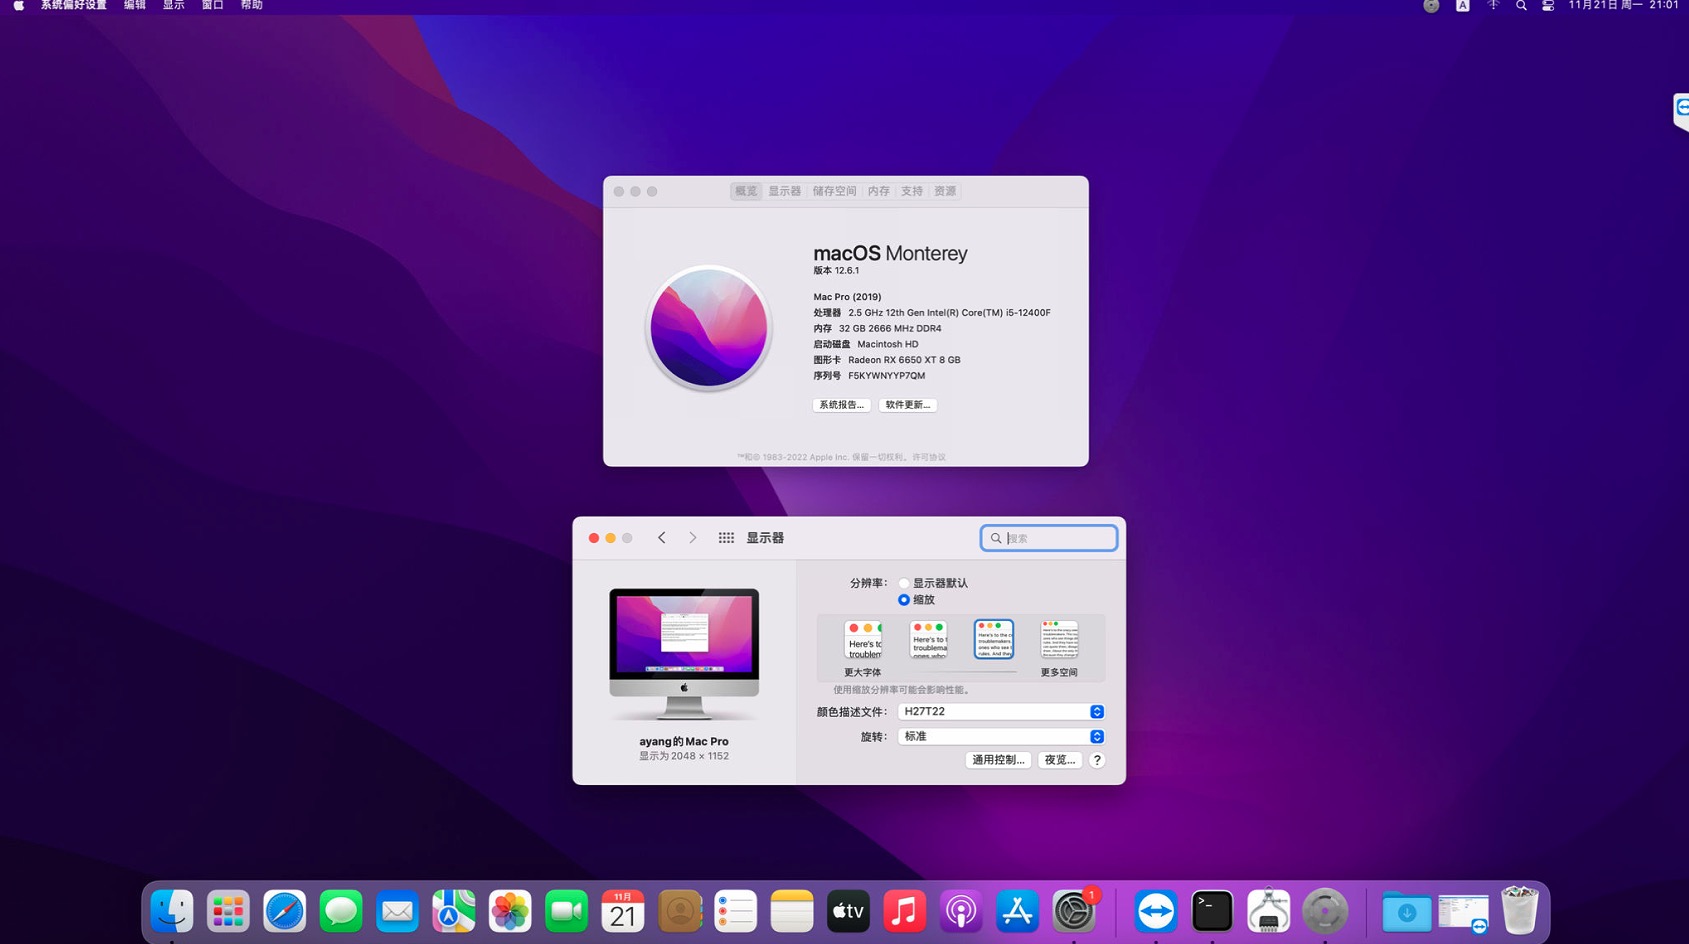 系统偏好设置 编辑 显示 窗口 帮助
A 11月21日 周一 21:01
概览 显示器 储存空间 内存 支持 资源
macOS Monterey
版本 12.6.1
Mac Pro (2019)
处理器 2.5 GHz 12th Gen Intel(R) Core(TM) i5-12400F
内存 32 GB 2666 MHz DDR4
启动磁盘 Macintosh HD
图形卡 Radeon RX 6650 XT 8 GB
序列号 F5KYWNYYP7QM
系统报告... 软件更新...
™和© 1983-2022 Apple Inc. 保留一切权利。许可协议
显示器
搜索
分辨率： 显示器默认
缩放
Here's to
troublem
Here's to t
troublema
ones who
Here's to the c
troublemakers.
ones who see t
rules. And they
更大字体 更多空间
使用缩放分辨率可能会影响性能。
颜色描述文件： H27T22
旋转： 标准
通用控制... 夜览... ?
ayang的Mac Pro
显示为 2048 × 1152
11月
21
tv
1
>_